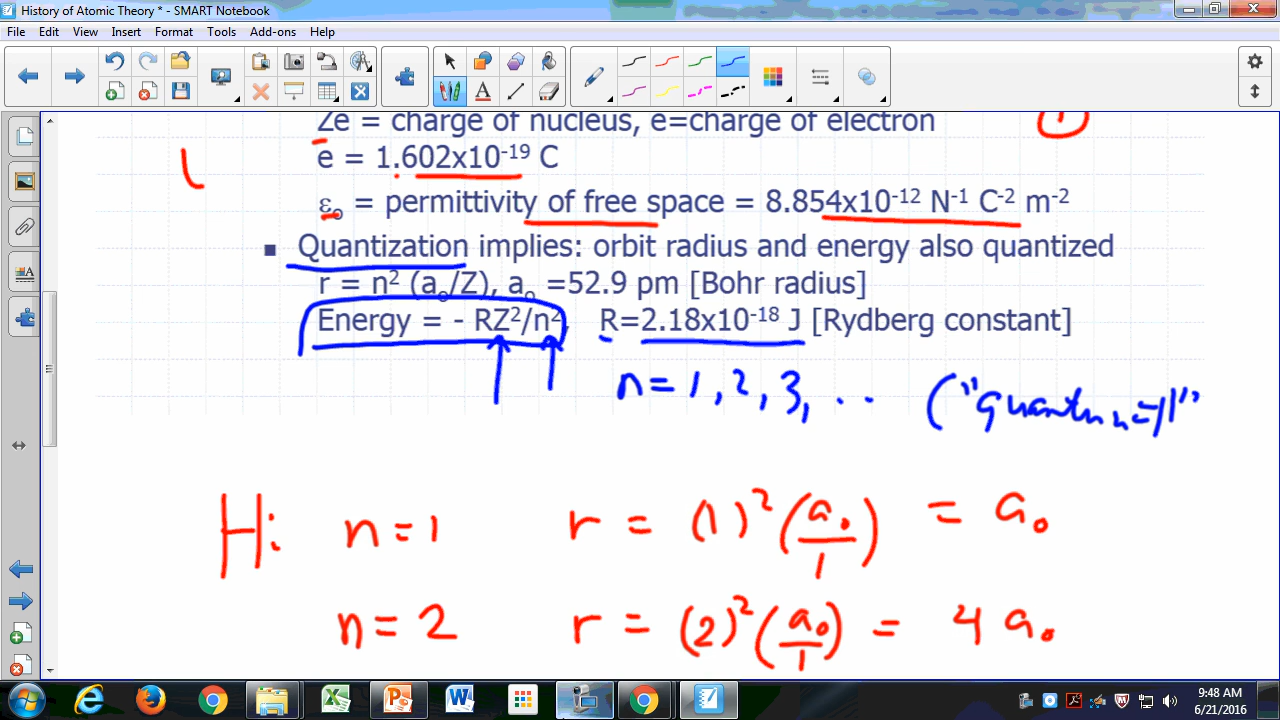 History of Atomic Theory * - SMART Notebook
File Edit View Insert Format Tools Add-ons Help
Ze = charge of nucleus, e=charge of electron
e = 1.602x10⁻¹⁹ C
ε₀ = permittivity of free space = 8.854x10⁻¹² N⁻¹ C⁻² m⁻²
▪ Quantization implies: orbit radius and energy also quantized
r = n² (a₀/Z), a₀ =52.9 pm [Bohr radius]
Energy = - RZ²/n², R=2.18x10⁻¹⁸ J [Rydberg constant]
n = 1, 2, 3, ..
H: n=1 r = (1)² (a₀/1) = a₀
n=2 r = (2)² (a₀/1) = 4 a₀
9:48 AM
6/21/2016